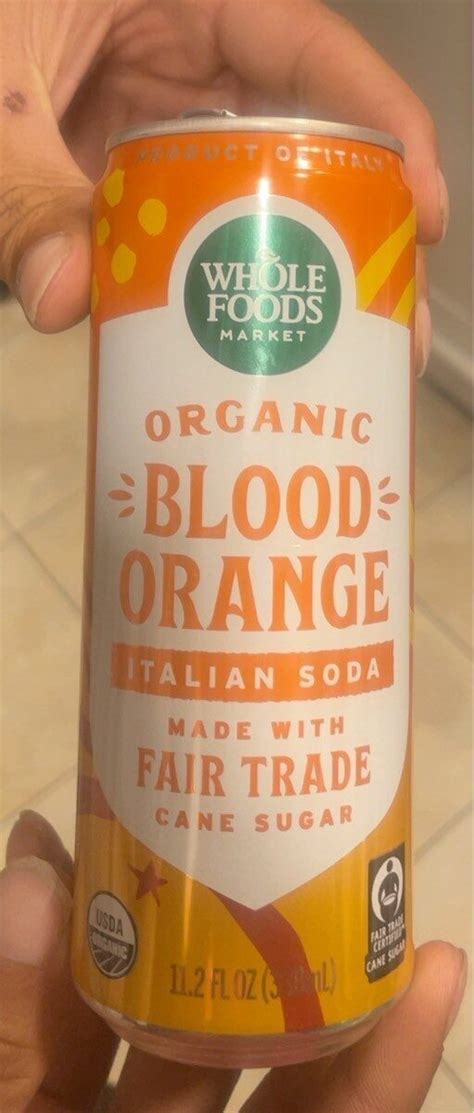 PRODUCT OF ITALY
WHOLE
FOODS
MARKET
ORGANIC
BLOOD
ORANGE
ITALIAN SODA
MADE WITH
FAIR TRADE
CANE SUGAR
USDA
ORGANIC
FAIR TRADE
CERTIFIED
CANE SUGAR
11.2 FL OZ